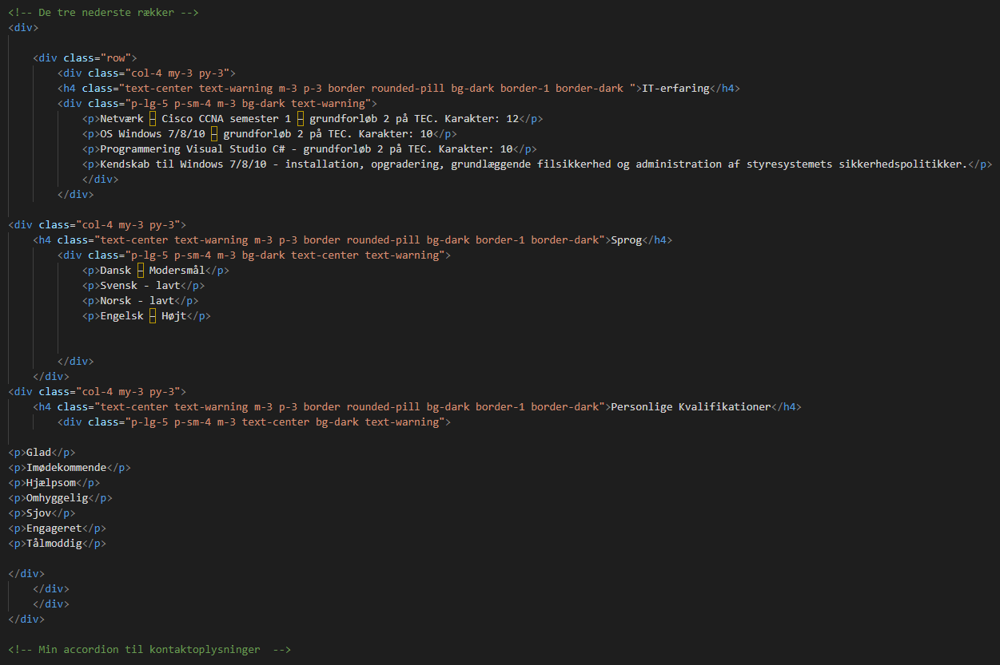 <!-- De tre nederste rækker -->
<div>
<div class="row">
<div class="col-4 my-3 py-3">
<h4 class="text-center text-warning m-3 p-3 border rounded-pill bg-dark border-1 border-dark ">IT-erfaring</h4>
<div class="p-lg-5 p-sm-4 m-3 bg-dark text-warning">
<p>Netværk – Cisco CCNA semester 1 – grundforløb 2 på TEC. Karakter: 12</p>
<p>OS Windows 7/8/10 – grundforløb 2 på TEC. Karakter: 10</p>
<p>Programmering Visual Studio C# - grundforløb 2 på TEC. Karakter: 10</p>
<p>Kendskab til Windows 7/8/10 - installation, opgradering, grundlæggende filsikkerhed og administration af styresystemets sikkerhedspolitikker.</p>
</div>
</div>
<div class="col-4 my-3 py-3">
<h4 class="text-center text-warning m-3 p-3 border rounded-pill bg-dark border-1 border-dark">Sprog</h4>
<div class="p-lg-5 p-sm-4 m-3 bg-dark text-center text-warning">
<p>Dansk – Modersmål</p>
<p>Svensk - lavt</p>
<p>Norsk - lavt</p>
<p>Engelsk – Højt</p>
</div>
</div>
<div class="col-4 my-3 py-3">
<h4 class="text-center text-warning m-3 p-3 border rounded-pill bg-dark border-1 border-dark">Personlige Kvalifikationer</h4>
<div class="p-lg-5 p-sm-4 m-3 text-center bg-dark text-warning">
<p>Glad</p>
<p>Imødekommende</p>
<p>Hjælpsom</p>
<p>Omhyggelig</p>
<p>Sjov</p>
<p>Engageret</p>
<p>Tålmoddig</p>
</div>
</div>
</div>
</div>
<!-- Min accordion til kontaktoplysninger  -->